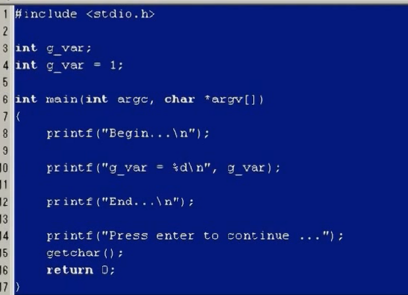 1 #include <stdio.h>
2
3 int g_var;
4 int g_var = 1;
5
6 int main(int argc, char *argv[])
7 {
8 printf("Begin...\n");
9
10 printf("g_var = %d\n", g_var);
11
12 printf("End...\n");
13
14 printf("Press enter to continue ...");
15 getchar();
16 return 0;
17 }